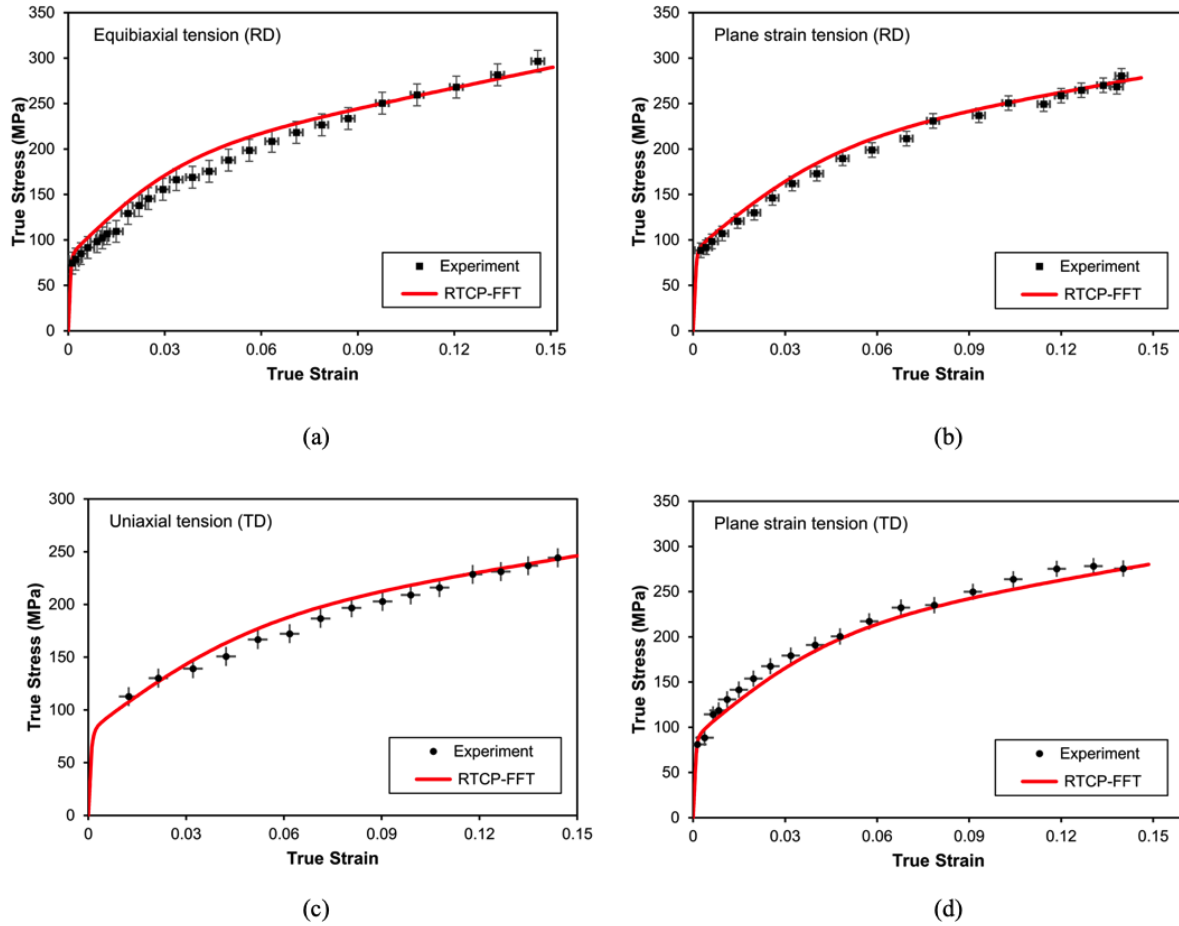 Equibiaxial tension (RD)
True Stress (MPa)
350
300
250
200
150
100
50
0
Experiment
RTCP-FFT
0 0.03 0.06 0.09 0.12 0.15
True Strain
(a)
Plane strain tension (RD)
True Stress (MPa)
350
300
250
200
150
100
50
0
Experiment
RTCP-FFT
0 0.03 0.06 0.09 0.12 0.15
True Strain
(b)
Uniaxial tension (TD)
True Stress (MPa)
300
250
200
150
100
50
0
Experiment
RTCP-FFT
0 0.03 0.06 0.09 0.12 0.15
True Strain
(c)
Plane strain tension (TD)
True Stress (MPa)
350
300
250
200
150
100
50
0
Experiment
RTCP-FFT
0 0.03 0.06 0.09 0.12 0.15
True Strain
(d)